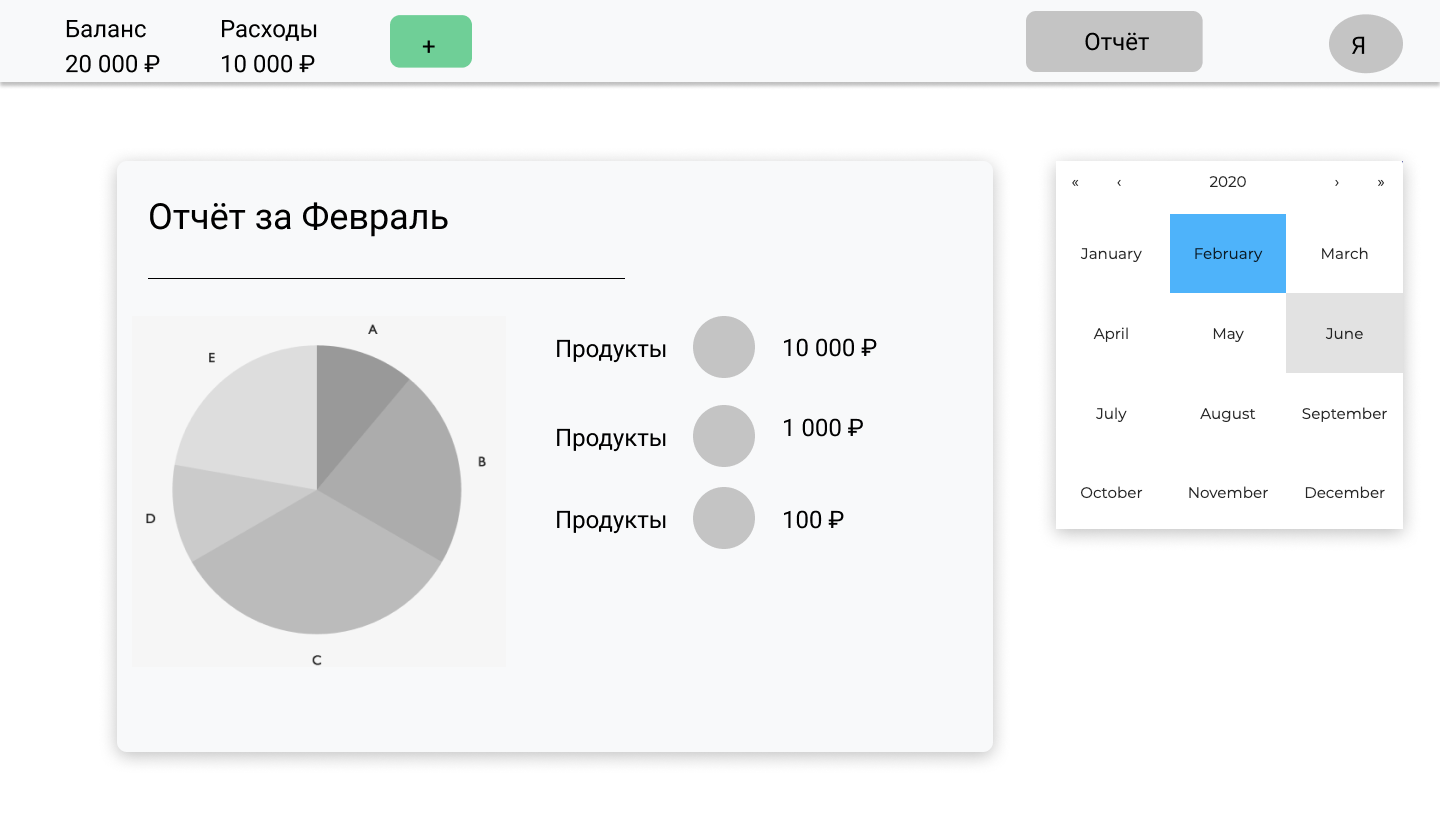 Баланс
20 000 ₽
Расходы
10 000 ₽
+
Отчёт
Я
Отчёт за Февраль
A
B
C
D
E
Продукты 10 000 ₽
Продукты 1 000 ₽
Продукты 100 ₽
« ‹ 2020 › »
January February March
April May June
July August September
October November December